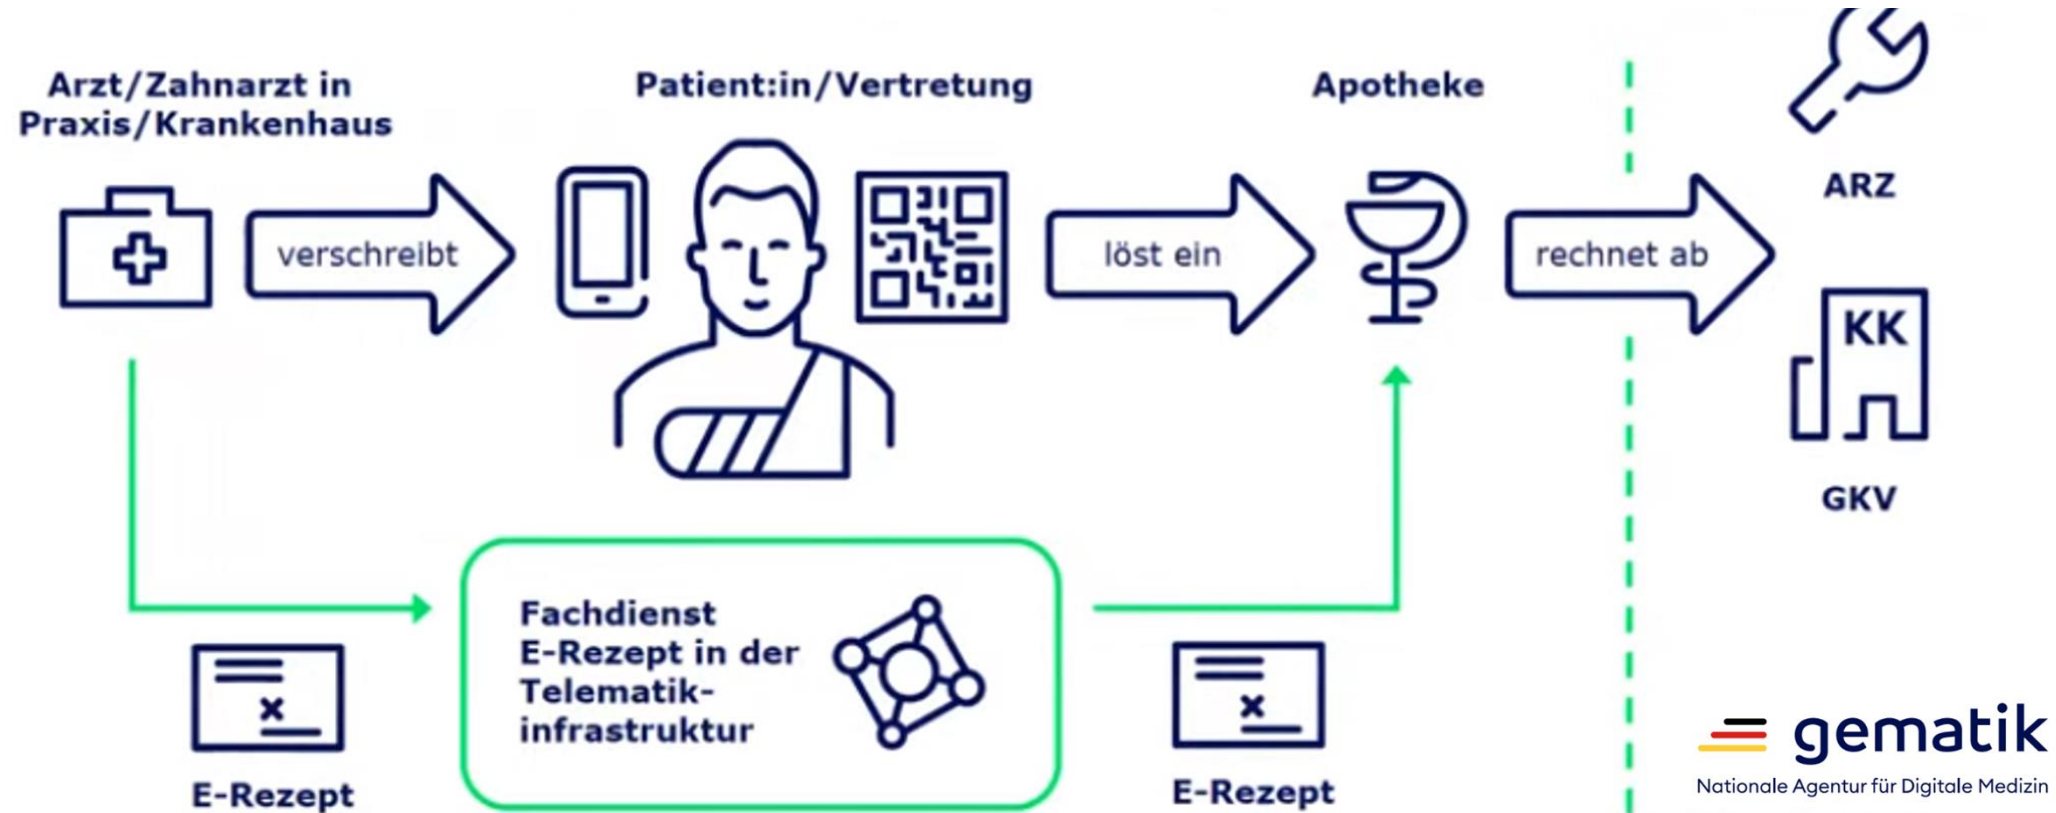 Arzt/Zahnarzt in
Praxis/Krankenhaus
Patient:in/Vertretung
Apotheke
verschreibt
löst ein
rechnet ab
ARZ
KK
GKV
Fachdienst
E-Rezept in der
Telematik-
infrastruktur
E-Rezept
E-Rezept
gematik
Nationale Agentur für Digitale Medizin